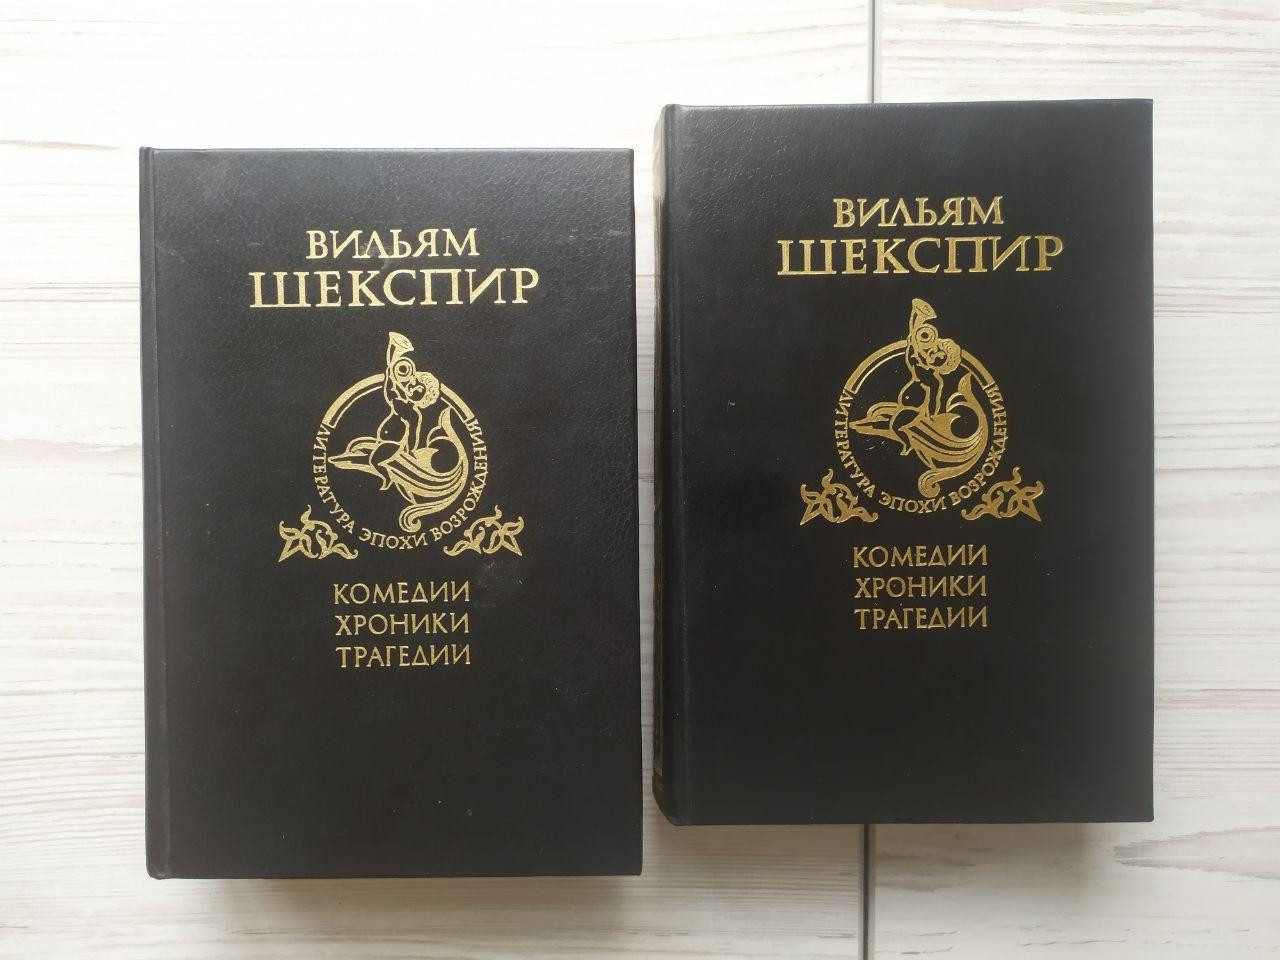 ВИЛЬЯМ
ШЕКСПИР
ЛИТЕРАТУРА ЭПОХИ ВОЗРОЖДЕНИЯ
КОМЕДИИ
ХРОНИКИ
ТРАГЕДИИ
ВИЛЬЯМ
ШЕКСПИР
ЛИТЕРАТУРА ЭПОХИ ВОЗРОЖДЕНИЯ
КОМЕДИИ
ХРОНИКИ
ТРАГЕДИИ